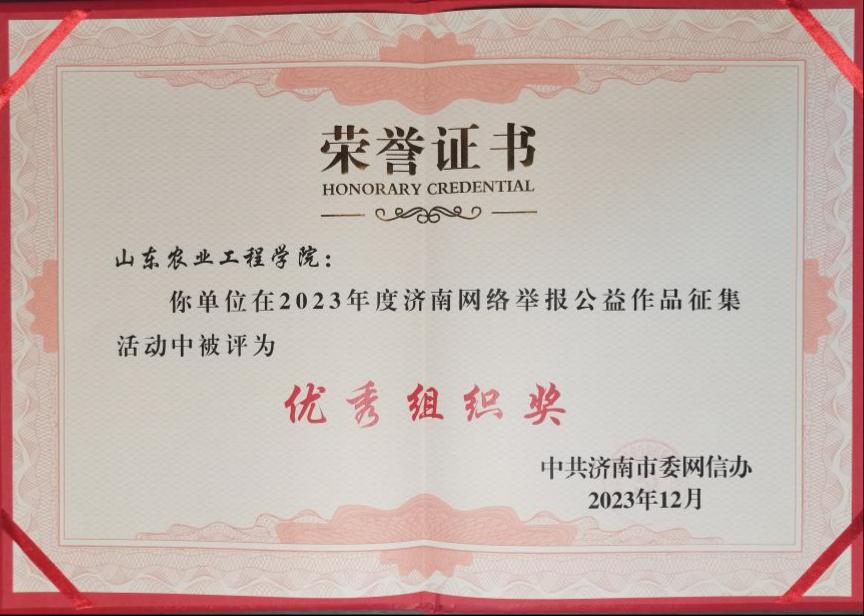 荣誉证书
HONORARY CREDENTIAL
山东农业工程学院：
你单位在2023年度济南网络举报公益作品征集
活动中被评为
优秀组织奖
中共济南市委网信办
2023年12月